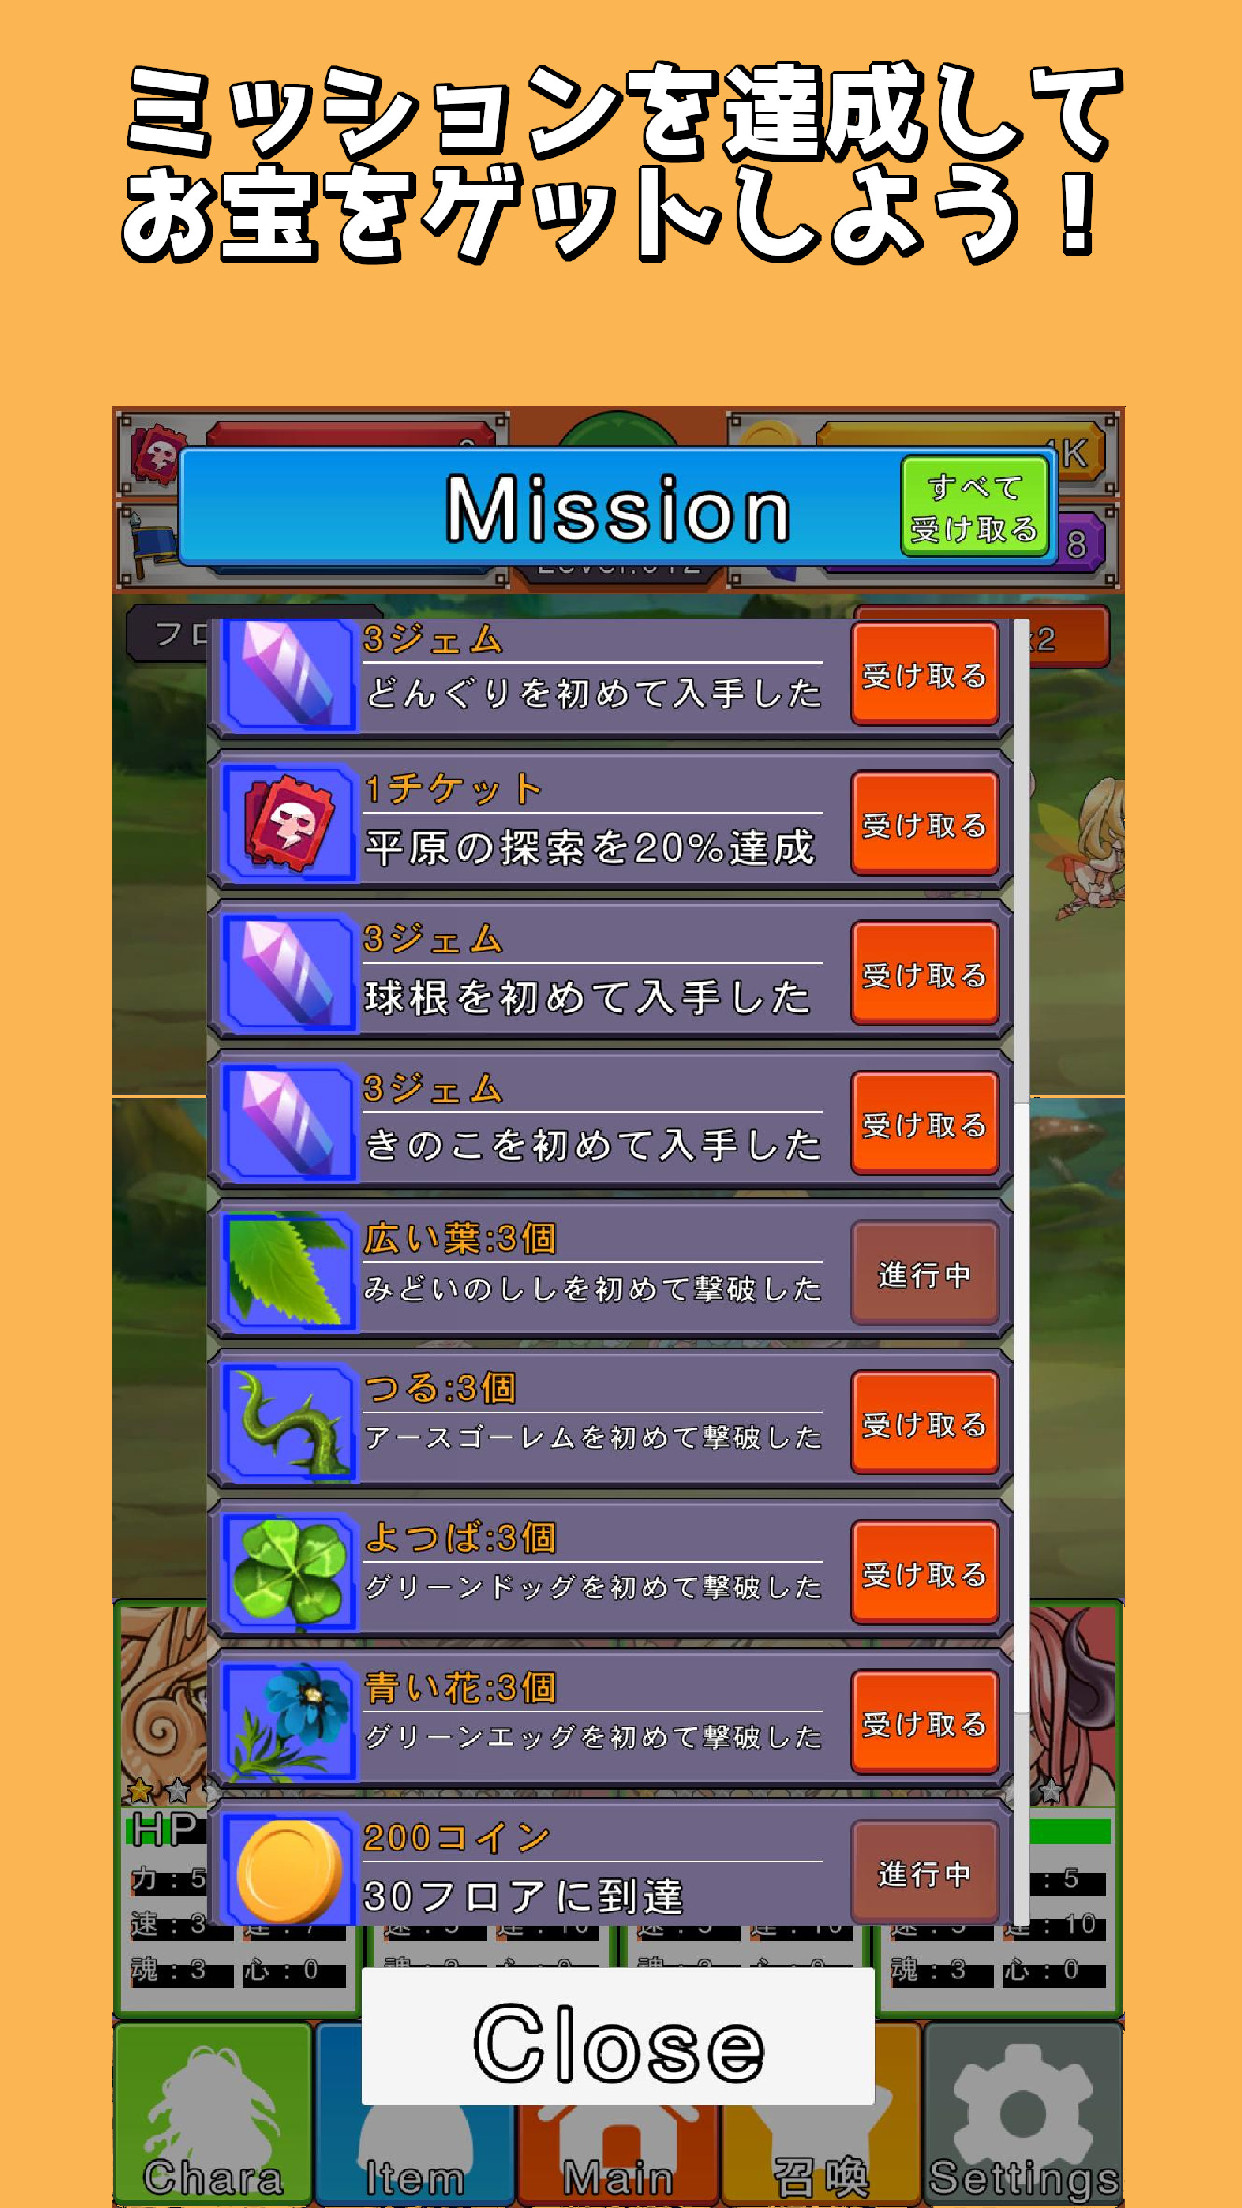 ミッションを達成して
お宝をゲットしよう！
Mission
すべて
受け取る
8
x2
3ジェム
どんぐりを初めて入手した
受け取る
1チケット
平原の探索を20%達成
受け取る
3ジェム
球根を初めて入手した
受け取る
3ジェム
きのこを初めて入手した
受け取る
広い葉:3個
みどいのししを初めて撃破した
進行中
つる:3個
アースゴーレムを初めて撃破した
受け取る
よつば:3個
グリーンドッグを初めて撃破した
受け取る
青い花:3個
グリーンエッグを初めて撃破した
受け取る
200コイン
30フロアに到達
進行中
HP
力:5
:5
速:3
:10
魂:3 心:0
魂:3 心:0
Close
Chara
Item
Main
召喚
Settings